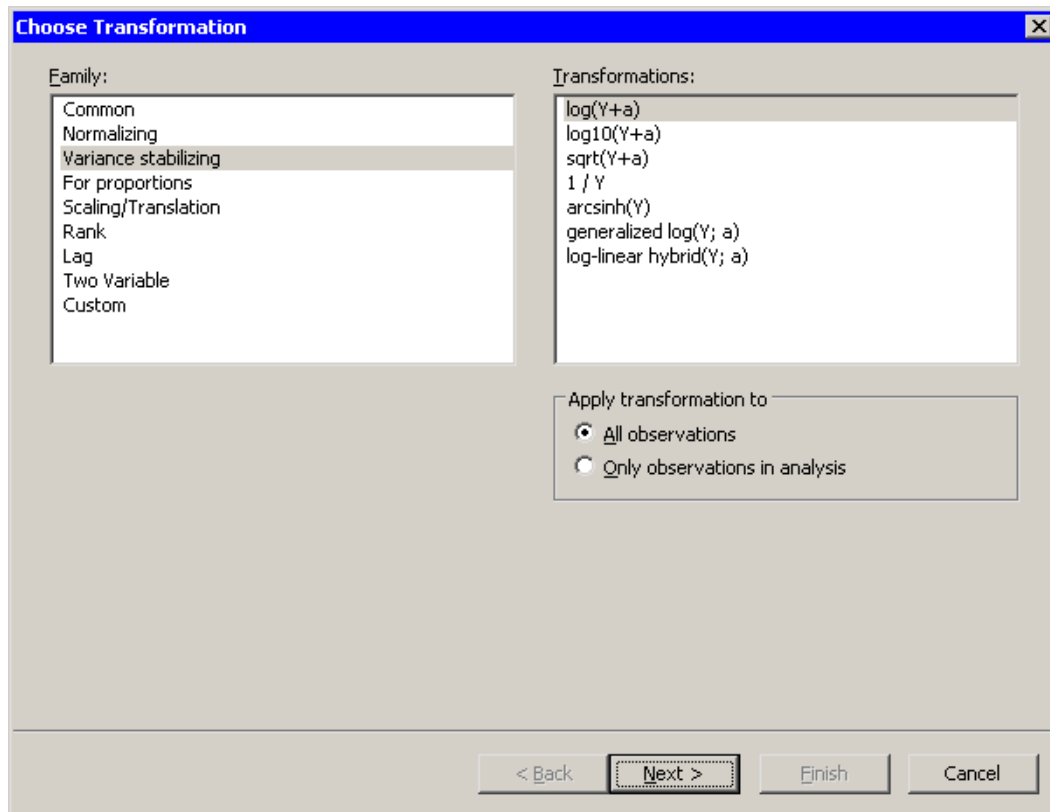 Choose Transformation
Family:
Common
Normalizing
Variance stabilizing
For proportions
Scaling/Translation
Rank
Lag
Two Variable
Custom
Transformations:
log(Y+a)
log10(Y+a)
sqrt(Y+a)
1 / Y
arcsinh(Y)
generalized log(Y; a)
log-linear hybrid(Y; a)
Apply transformation to
All observations
Only observations in analysis
< Back
Next >
Finish
Cancel